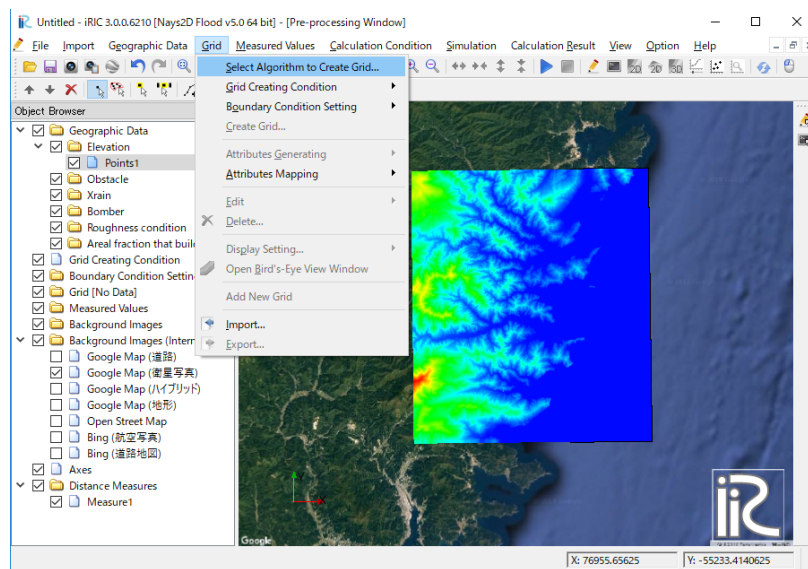 Untitled - iRIC 3.0.0.6210 [Nays2D Flood v5.0 64 bit] - [Pre-processing Window]
File Import Geographic Data Grid Measured Values Calculation Condition Simulation Calculation Result View Option Help
Select Algorithm to Create Grid...
Grid Creating Condition
Boundary Condition Setting
Create Grid...
Attributes Generating
Attributes Mapping
Edit
Delete...
Display Setting...
Open Bird's-Eye View Window
Add New Grid
Import...
Export...
Object Browser
Geographic Data
Elevation
Points1
Obstacle
Xrain
Bomber
Roughness condition
Areal fraction that buil
Grid Creating Condition
Boundary Condition Settin
Grid [No Data]
Measured Values
Background Images
Background Images (Intern
Google Map (道路)
Google Map (衛星写真)
Google Map (ハイブリッド)
Google Map (地形)
Open Street Map
Bing (航空写真)
Bing (道路地図)
Axes
Distance Measures
Measure1
Google
iRIC
X: 76955.65625 Y: -55233.4140625